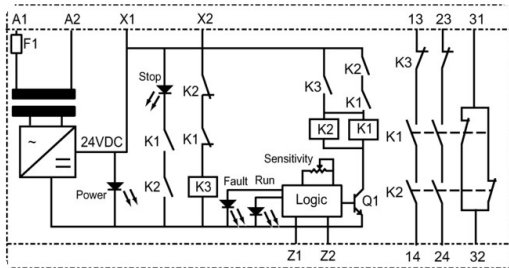 A1 A2 X1 X2 13 23 31
F1
Stop
K2
K3
K2
K3
K1
24VDC
K1
K1
K2
K1
K1
Sensitivity
K2
K3
Fault Run
Power
Logic
Q1
K2
Z1 Z2
14 24 32